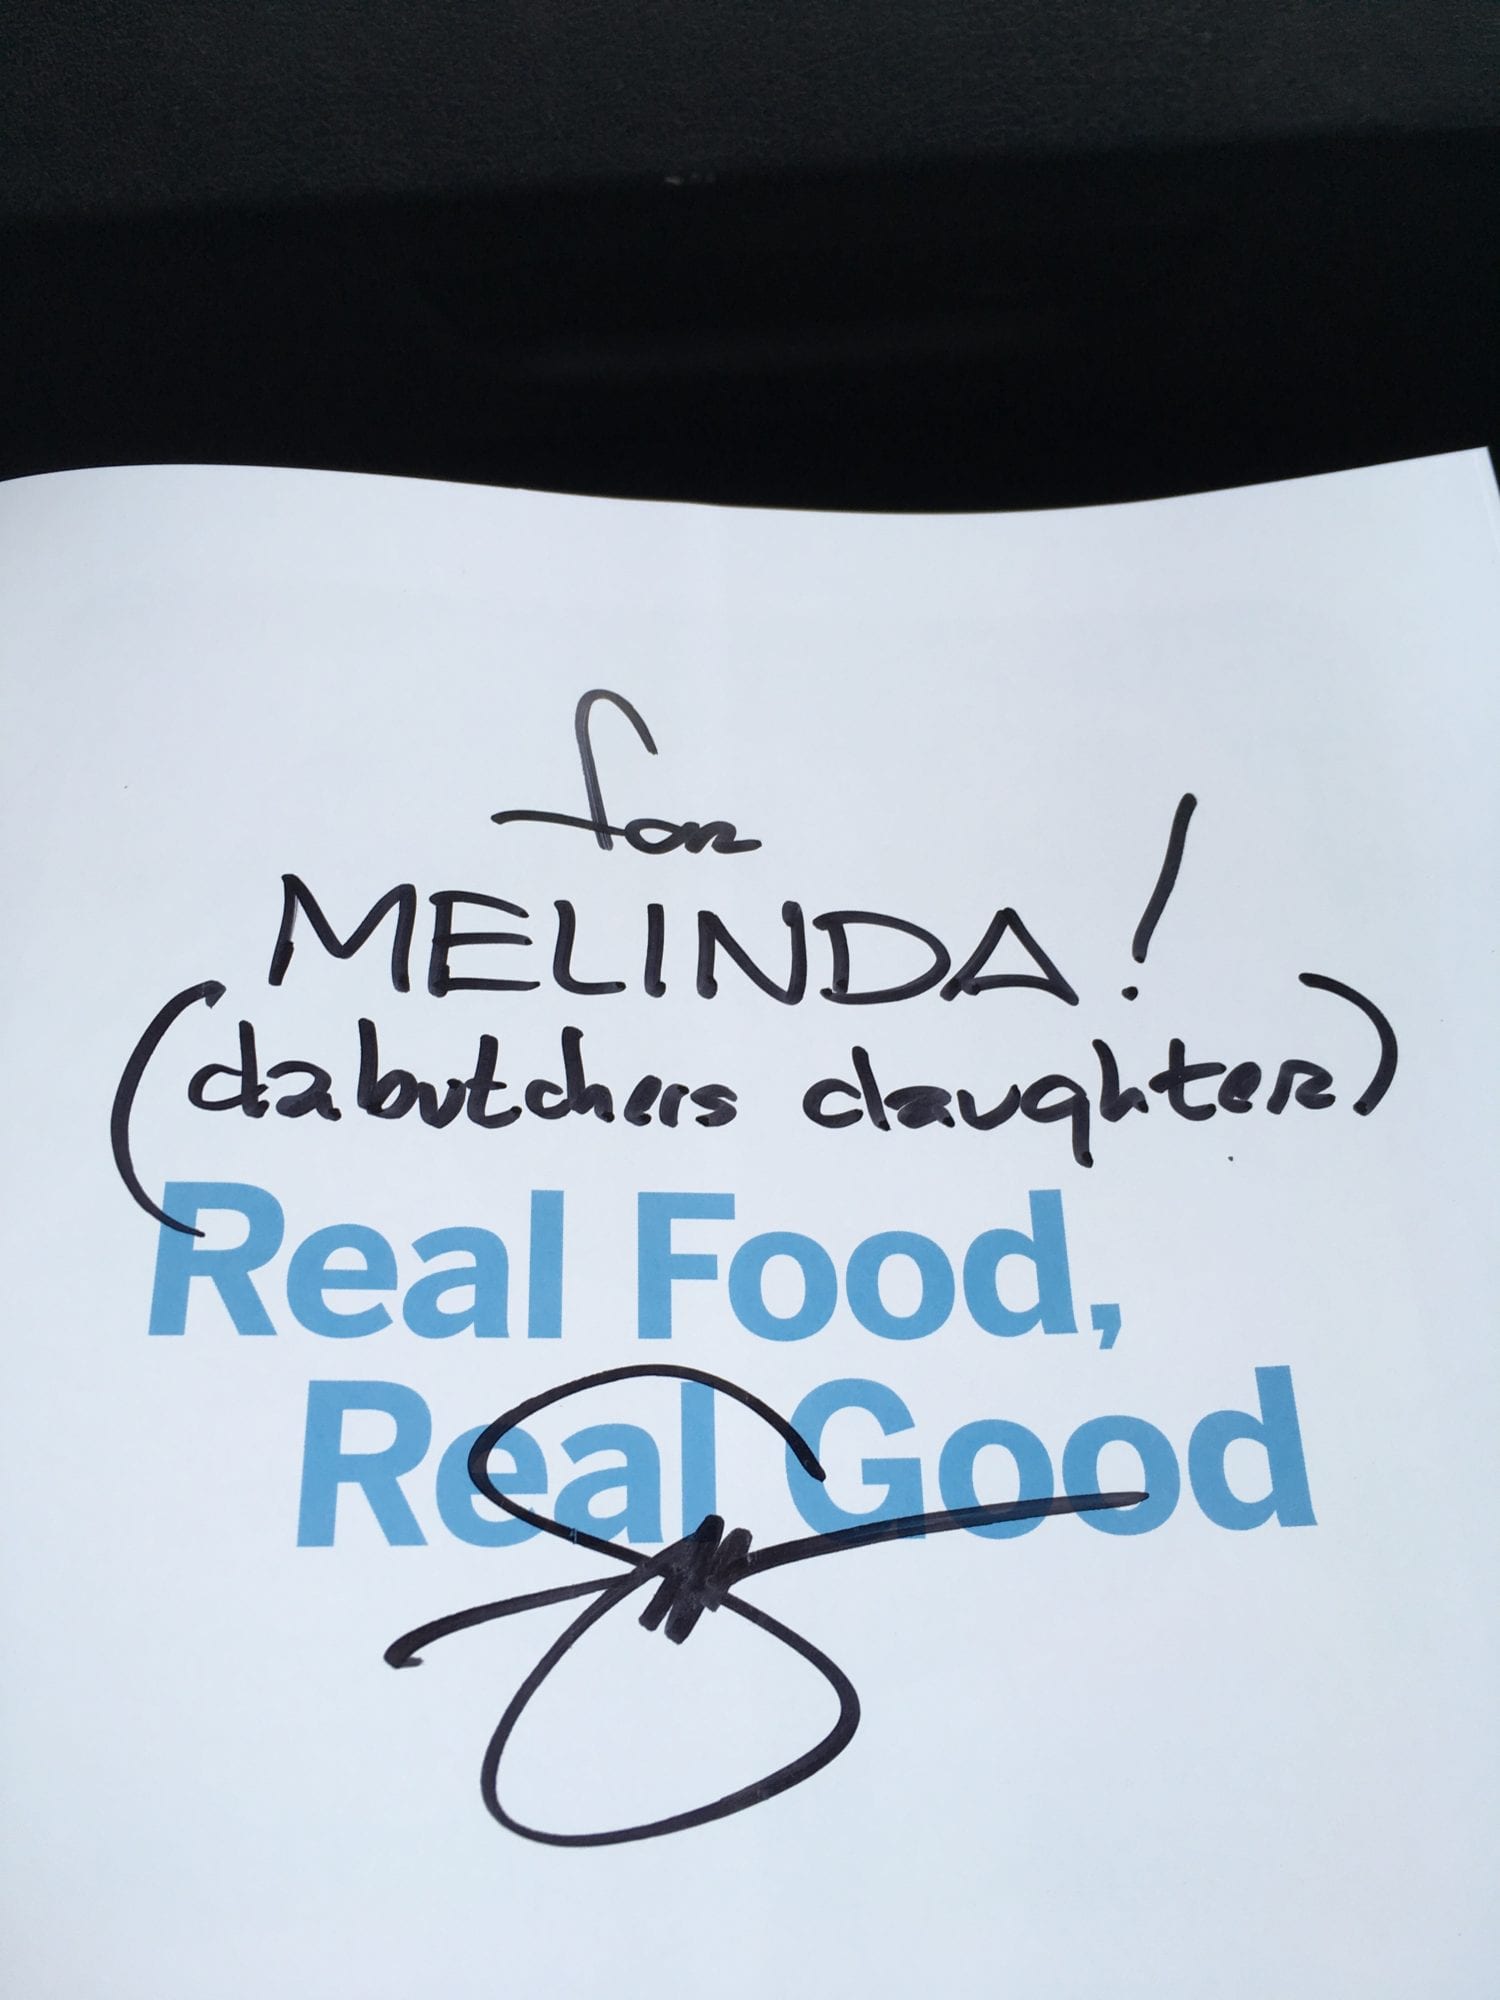 for
MELINDA!
(dabutchers daughter)
Real Food,
Real Good